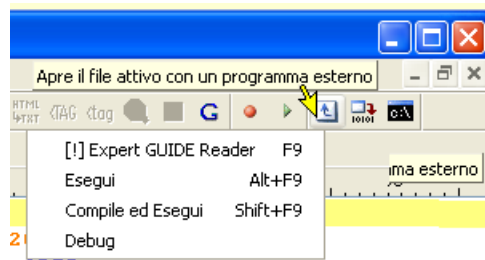 Apre il file attivo con un programma esterno
HTML
TXT TAG tag G 10101 C:\
[!] Expert GUIDE Reader F9
ma esterno
Esegui Alt+F9
Compile ed Esegui Shift+F9
Debug